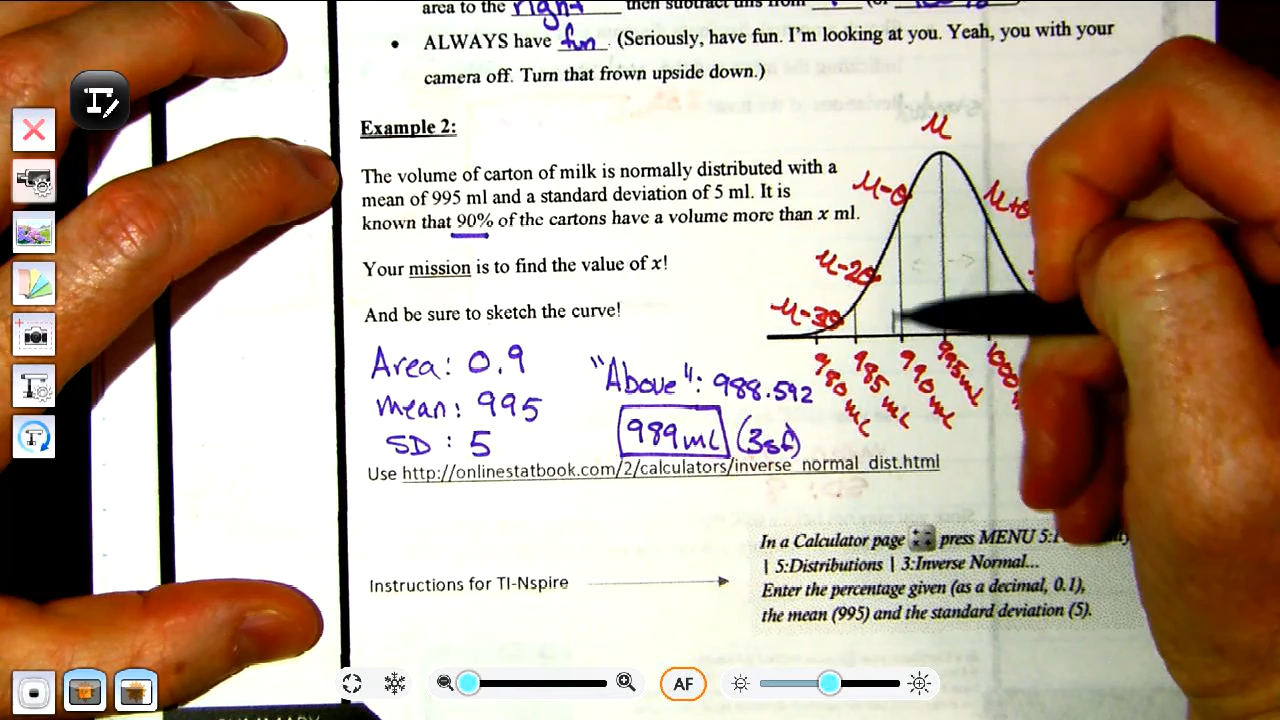 area to the right then subtract this from
• ALWAYS have fun. (Seriously, have fun. I'm looking at you. Yeah, you with your
camera off. Turn that frown upside down.)
Example 2:
The volume of carton of milk is normally distributed with a
mean of 995 ml and a standard deviation of 5 ml. It is
known that 90% of the cartons have a volume more than x ml.
Your mission is to find the value of x!
And be sure to sketch the curve!
μ
μ-σ
μ+σ
μ-2σ
μ-3σ
980 ml
985 ml
990 ml
995ml
1000 m
Area: 0.9
mean: 995
SD: 5
"Above": 988.592
989ml (3sf)
Use http://onlinestatbook.com/2/calculators/inverse_normal_dist.html
In a Calculator page press MENU 5:
| 5:Distributions | 3:Inverse Normal...
Enter the percentage given (as a decimal, 0.1),
the mean (995) and the standard deviation (5).
Instructions for TI-Nspire
AF